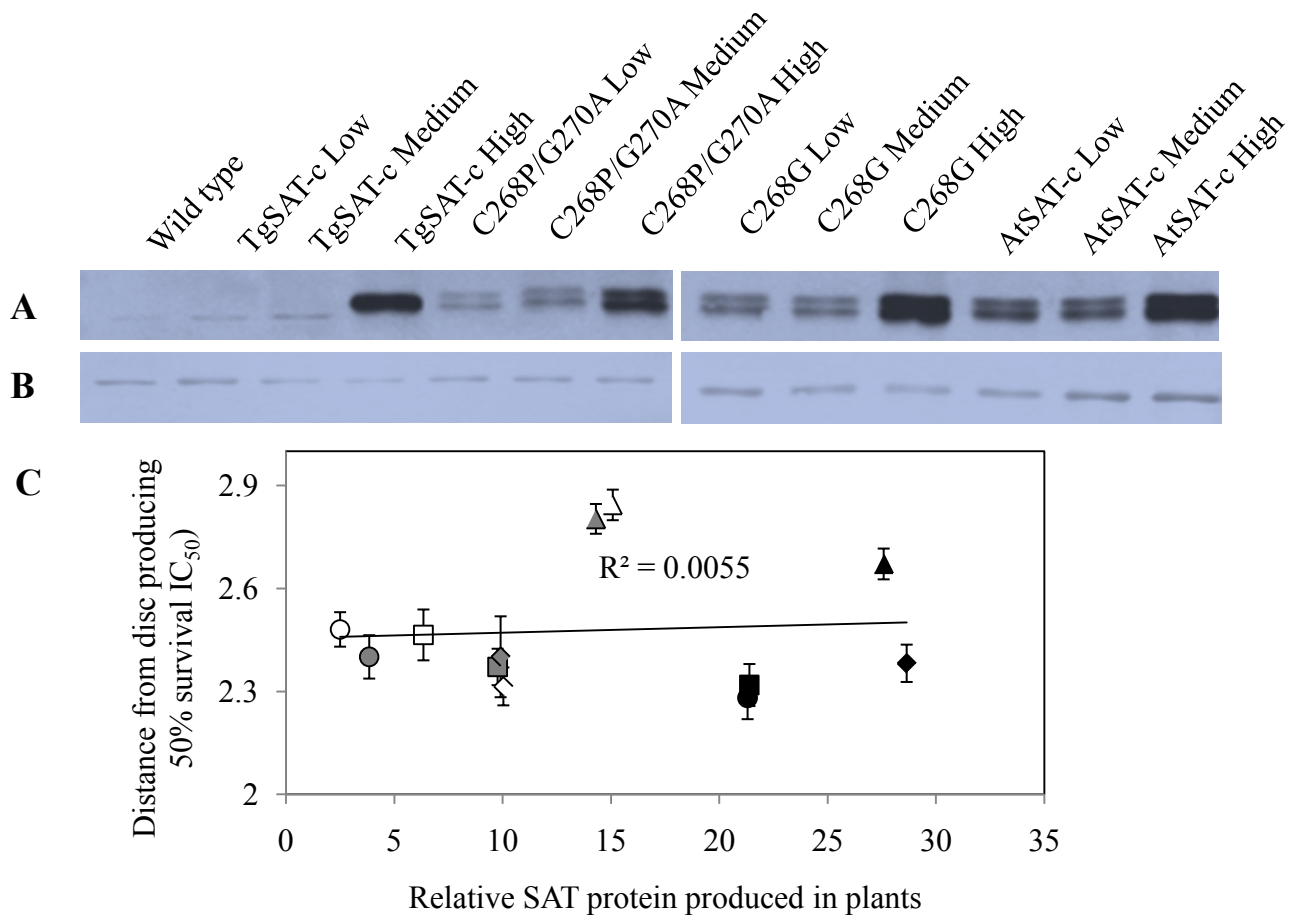 Wild type
TgSAT-c Low
TgSAT-c Medium
TgSAT-c High
C268P/G270A Low
C268P/G270A Medium
C268P/G270A High
C268G Low
C268G Medium
C268G High
AtSAT-c Low
AtSAT-c Medium
AtSAT-c High
A
B
C
Distance from disc producing
50% survival IC₅₀)
2.9
2.6
2.3
2
R² = 0.0055
0 5 10 15 20 25 30 35
Relative SAT protein produced in plants